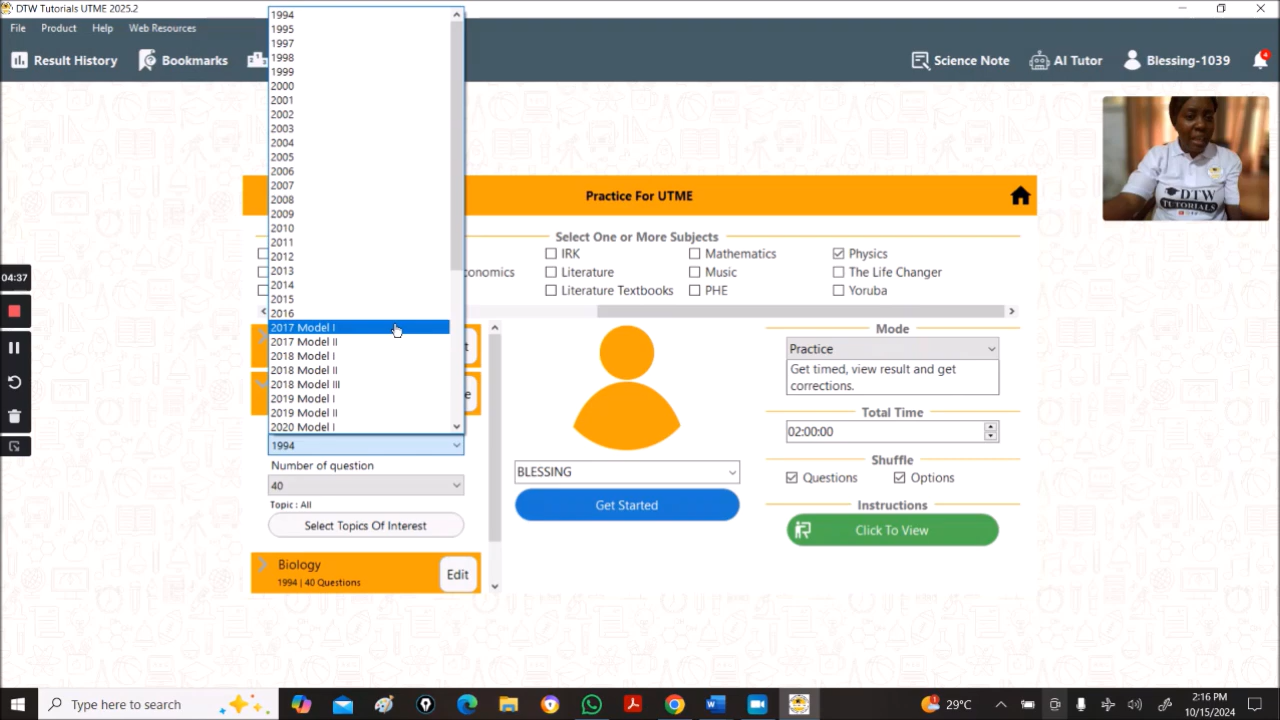 DTW Tutorials UTME 2025.2
File Product Help Web Resources
Result History Bookmarks
Science Note AI Tutor Blessing-1039 4
1994
1995
1997
1998
1999
2000
2001
2002
2003
2004
2005
2006
2007
2008
2009
2010
2011
2012
2013
2014
2015
2016
2017 Model I
2017 Model II
2018 Model I
2018 Model II
2018 Model III
2019 Model I
2019 Model II
2020 Model I
1994
Number of question
40
Topic : All
Select Topics Of Interest
Biology
1994 | 40 Questions
Edit
DTW
TUTORIALS
Practice For UTME
Select One or More Subjects
IRK Mathematics Physics
Literature Music The Life Changer
Literature Textbooks PHE Yoruba
BLESSING
Get Started
Mode
Practice
Get timed, view result and get
corrections.
Total Time
02:00:00
Shuffle
Questions Options
Instructions
Click To View
04:37
Type here to search
29°C
2:16 PM
10/15/2024